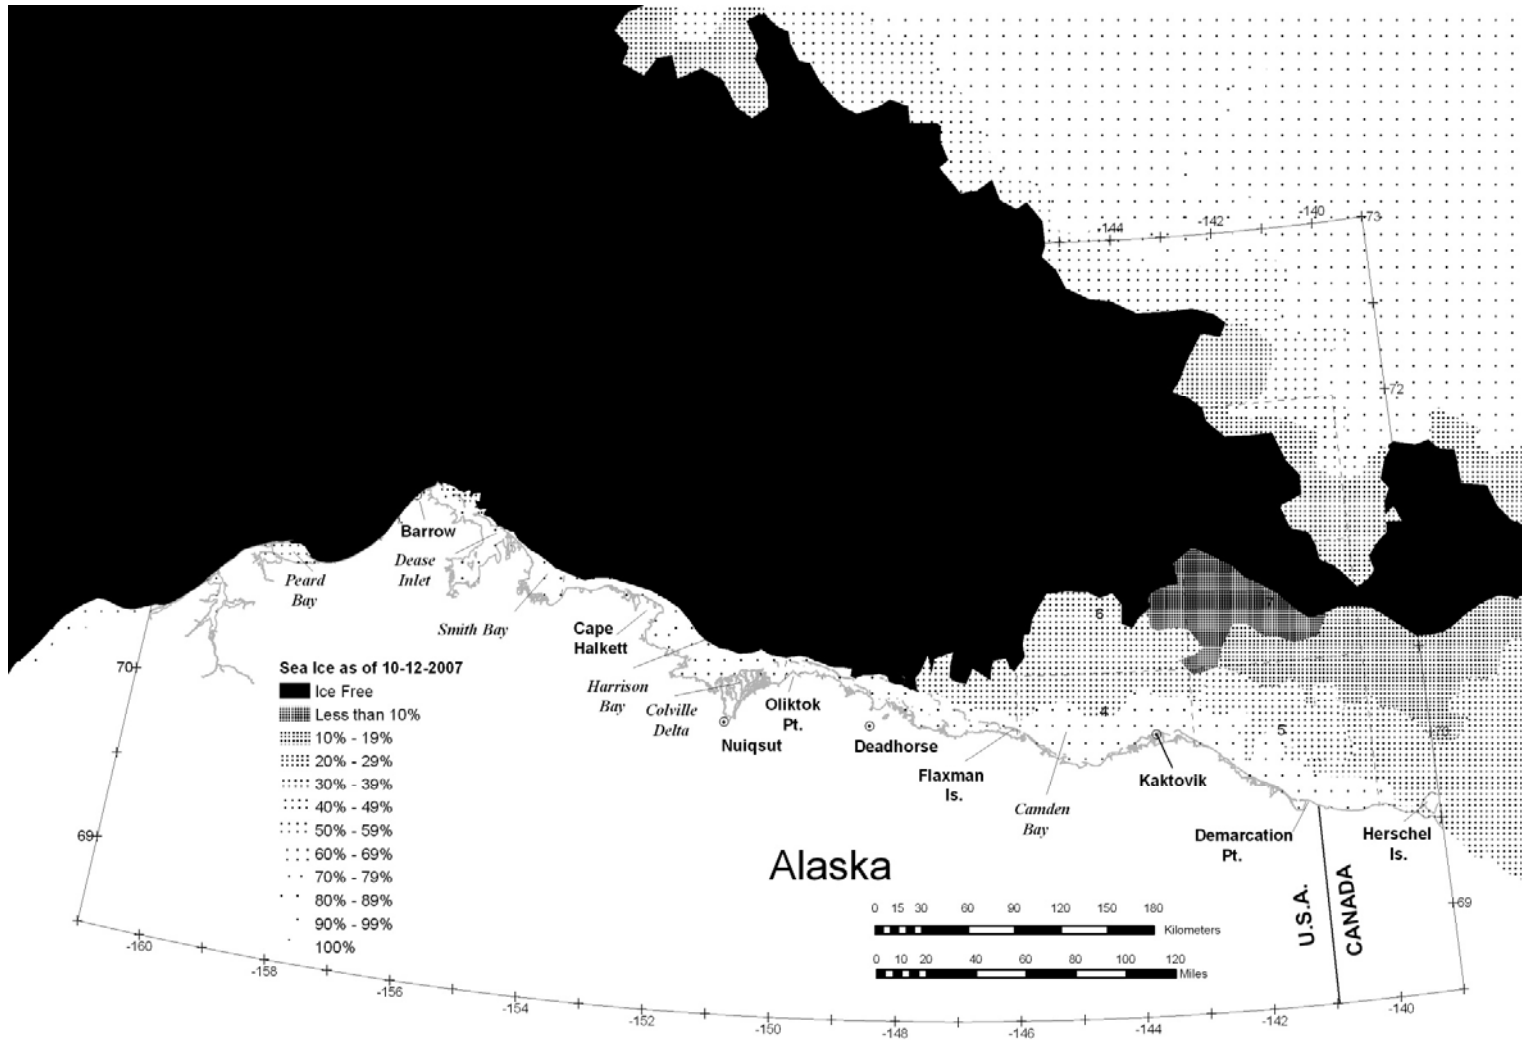 -144
-142
-140
73
72
Barrow
Dease
Inlet
Peard
Bay
Smith Bay
Cape
Halkett
Harrison
Bay
Colville
Delta
Nuiqsut
Oliktok
Pt.
Deadhorse
Flaxman
Is.
Camden
Bay
Kaktovik
Demarcation
Pt.
Herschel
Is.
6
4
5
70
69
Sea Ice as of 10-12-2007
Ice Free
Less than 10%
10% - 19%
20% - 29%
30% - 39%
40% - 49%
50% - 59%
60% - 69%
70% - 79%
80% - 89%
90% - 99%
100%
Alaska
U.S.A.
CANADA
69
0 15 30 60 90 120 150 180
Kilometers
0 10 20 40 60 80 100 120
Miles
-160
-158
-156
-154
-152
-150
-148
-146
-144
-142
-140